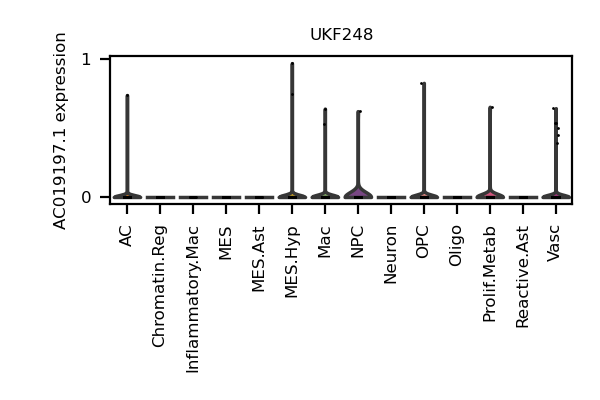 UKF248
AC019197.1 expression
1
0
AC
Chromatin.Reg
Inflammatory.Mac
MES
MES.Ast
MES.Hyp
Mac
NPC
Neuron
OPC
Oligo
Prolif.Metab
Reactive.Ast
Vasc